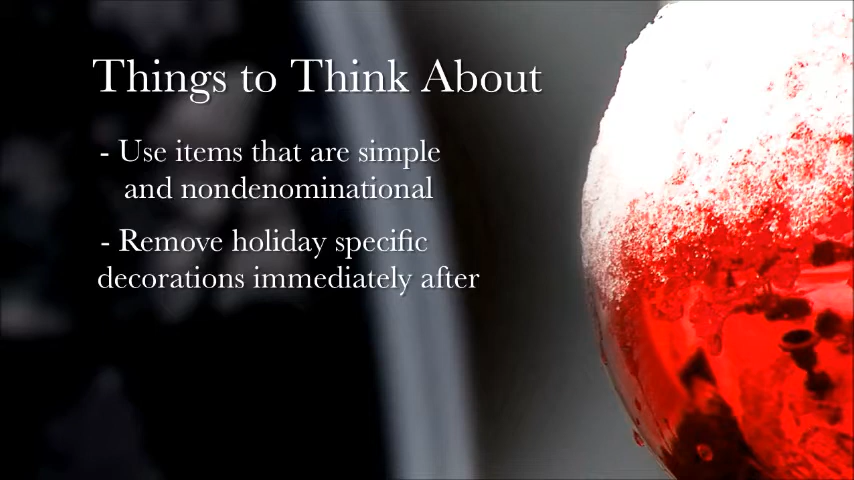 Things to Think About
- Use items that are simple
and nondenominational
- Remove holiday specific
decorations immediately after